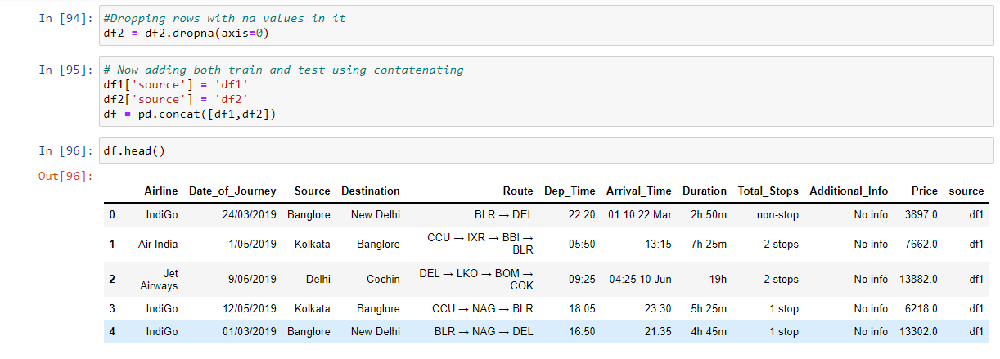 In [94]: #Dropping rows with na values in it
df2 = df2.dropna(axis=0)
In [95]: # Now adding both train and test using contatenating
df1['source'] = 'df1'
df2['source'] = 'df2'
df = pd.concat([df1,df2])
In [96]: df.head()
Out[96]:
Airline Date_of_Journey Source Destination Route Dep_Time Arrival_Time Duration Total_Stops Additional_Info Price source
0 IndiGo 24/03/2019 Banglore New Delhi BLR → DEL 22:20 01:10 22 Mar 2h 50m non-stop No info 3897.0 df1
1 Air India 1/05/2019 Kolkata Banglore CCU → IXR → BBI → 05:50 13:15 7h 25m 2 stops No info 7662.0 df1
BLR
2 Jet 9/06/2019 Delhi Cochin DEL → LKO → BOM → 09:25 04:25 10 Jun 19h 2 stops No info 13882.0 df1
Airways COK
3 IndiGo 12/05/2019 Kolkata Banglore CCU → NAG → BLR 18:05 23:30 5h 25m 1 stop No info 6218.0 df1
4 IndiGo 01/03/2019 Banglore New Delhi BLR → NAG → DEL 16:50 21:35 4h 45m 1 stop No info 13302.0 df1